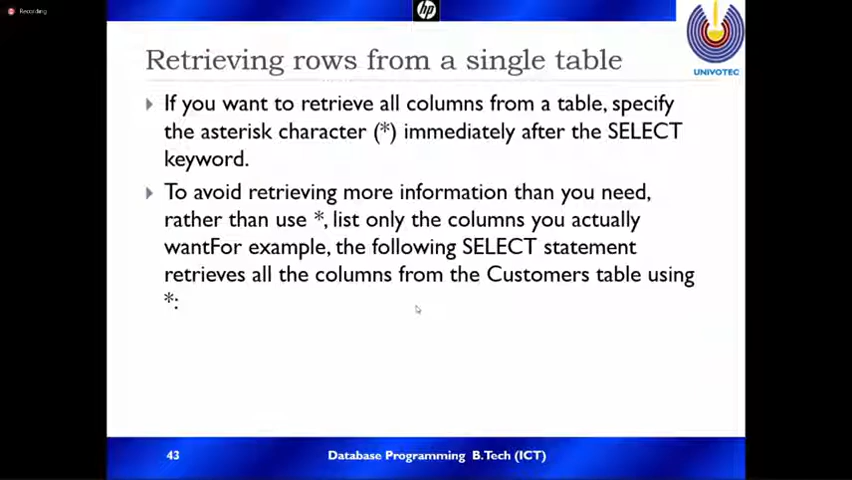 Recording
hp
Retrieving rows from a single table
UNIVOTEC
If you want to retrieve all columns from a table, specify
the asterisk character (*) immediately after the SELECT
keyword.
To avoid retrieving more information than you need,
rather than use *, list only the columns you actually
wantFor example, the following SELECT statement
retrieves all the columns from the Customers table using
*:
43
Database Programming B.Tech (ICT)